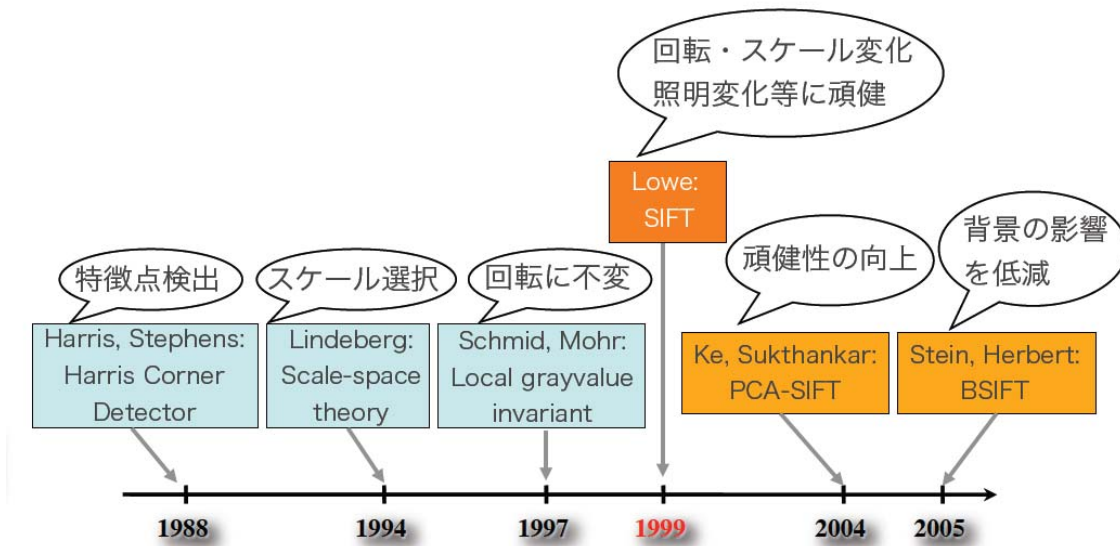 回転・スケール変化
照明変化等に頑健
Lowe:
SIFT
特徴点検出
スケール選択
回転に不変
頑健性の向上
背景の影響
を低減
Harris, Stephens:
Harris Corner
Detector
Lindeberg:
Scale-space
theory
Schmid, Mohr:
Local grayvalue
invariant
Ke, Sukthankar:
PCA-SIFT
Stein, Herbert:
BSIFT
1988
1994
1997
1999
2004
2005